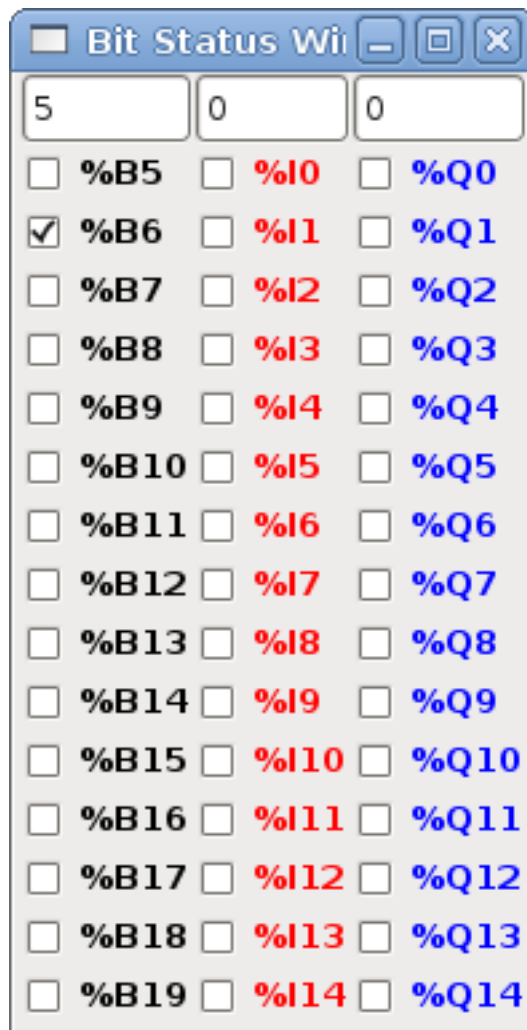 Bit Status Wi
5 0 0
%B5 %I0 %Q0
%B6 %I1 %Q1
%B7 %I2 %Q2
%B8 %I3 %Q3
%B9 %I4 %Q4
%B10 %I5 %Q5
%B11 %I6 %Q6
%B12 %I7 %Q7
%B13 %I8 %Q8
%B14 %I9 %Q9
%B15 %I10 %Q10
%B16 %I11 %Q11
%B17 %I12 %Q12
%B18 %I13 %Q13
%B19 %I14 %Q14